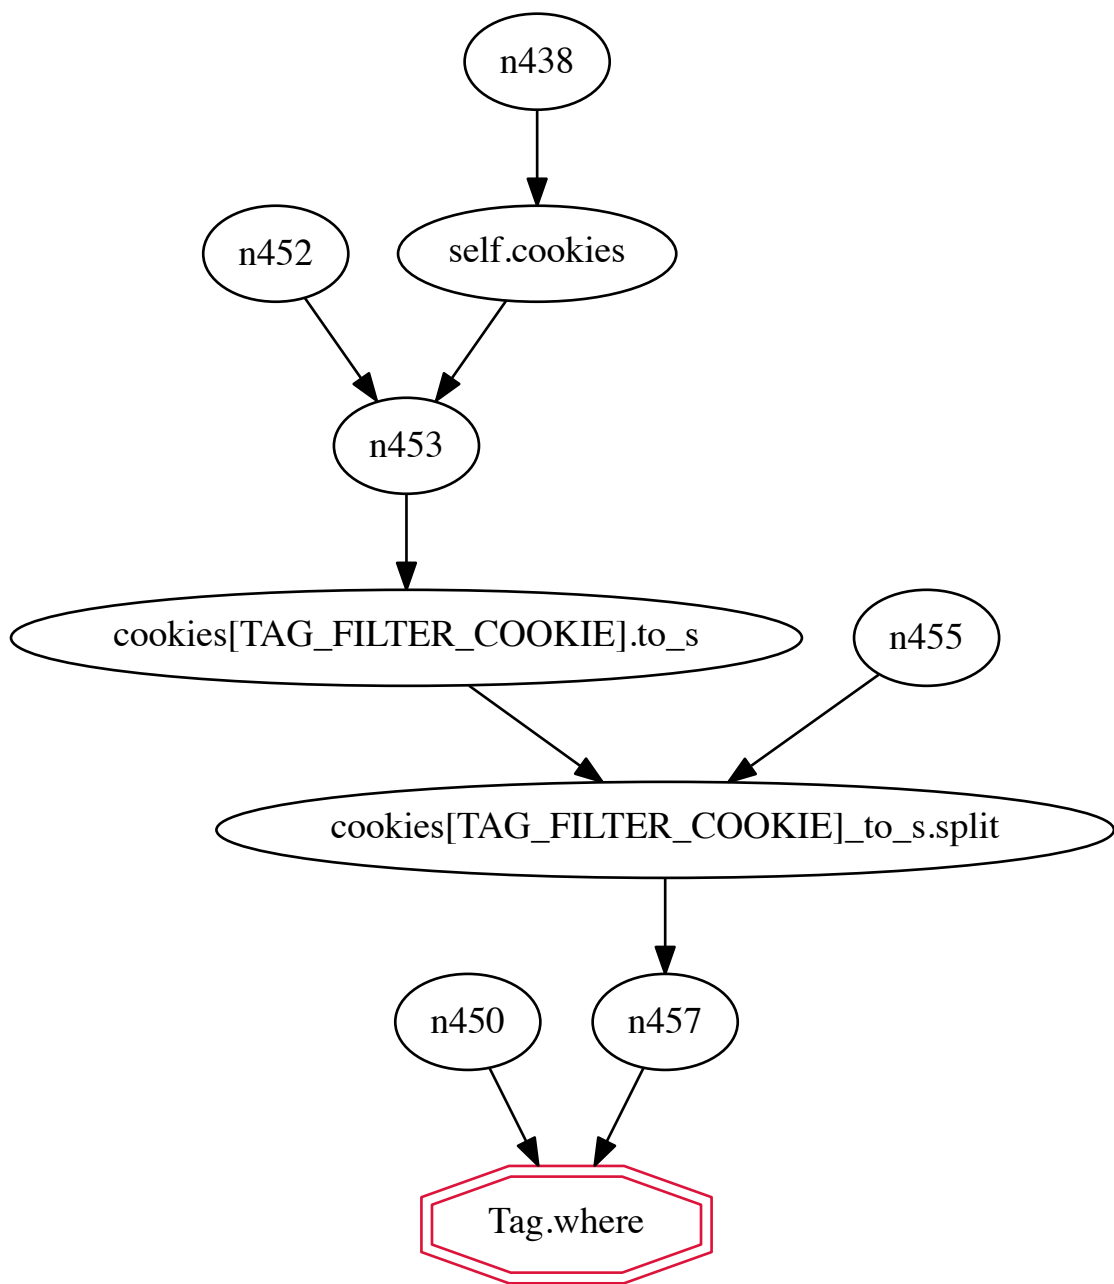 n438
n452
self.cookies
n453
cookies[TAG_FILTER_COOKIE].to_s
n455
cookies[TAG_FILTER_COOKIE]_to_s.split
n450
n457
Tag.where